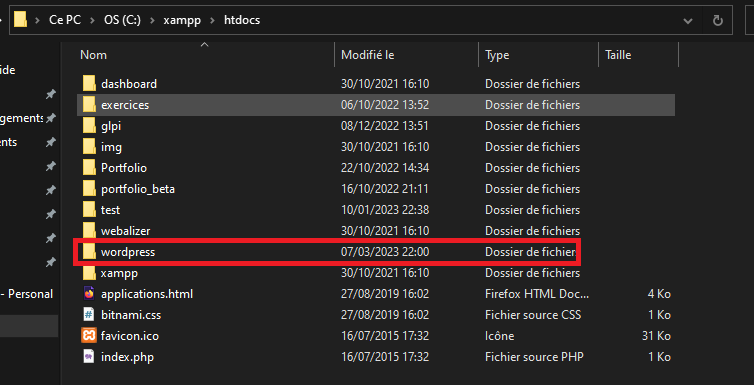 Ce PC > OS (C:) > xampp > htdocs
Nom Modifié le Type Taille
ide
dashboard 30/10/2021 16:10 Dossier de fichiers
exercices 06/10/2022 13:52 Dossier de fichiers
gements
glpi 08/12/2022 13:51 Dossier de fichiers
ents
img 30/10/2021 16:10 Dossier de fichiers
Portfolio 22/10/2022 14:34 Dossier de fichiers
portfolio_beta 16/10/2022 21:11 Dossier de fichiers
test 10/01/2023 22:38 Dossier de fichiers
webalizer 30/10/2021 16:10 Dossier de fichiers
wordpress 07/03/2023 22:00 Dossier de fichier
xampp 30/10/2021 16:10 Dossier de fichiers
- Personal
applications.html 27/08/2019 16:02 Firefox HTML Doc... 4 Ko
bitnami.css 27/08/2019 16:02 Fichier source CSS 1 Ko
favicon.ico 16/07/2015 17:32 Icône 31 Ko
index.php 16/07/2015 17:32 Fichier source PHP 1 Ko